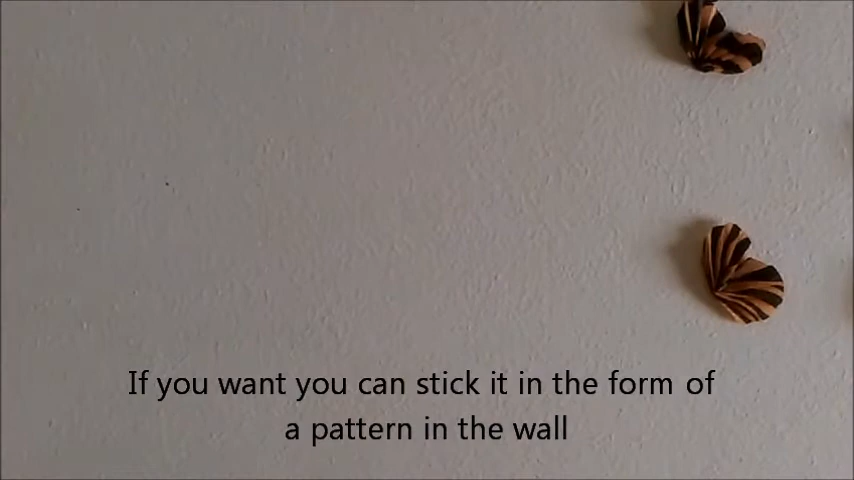 If you want you can stick it in the form of
a pattern in the wall